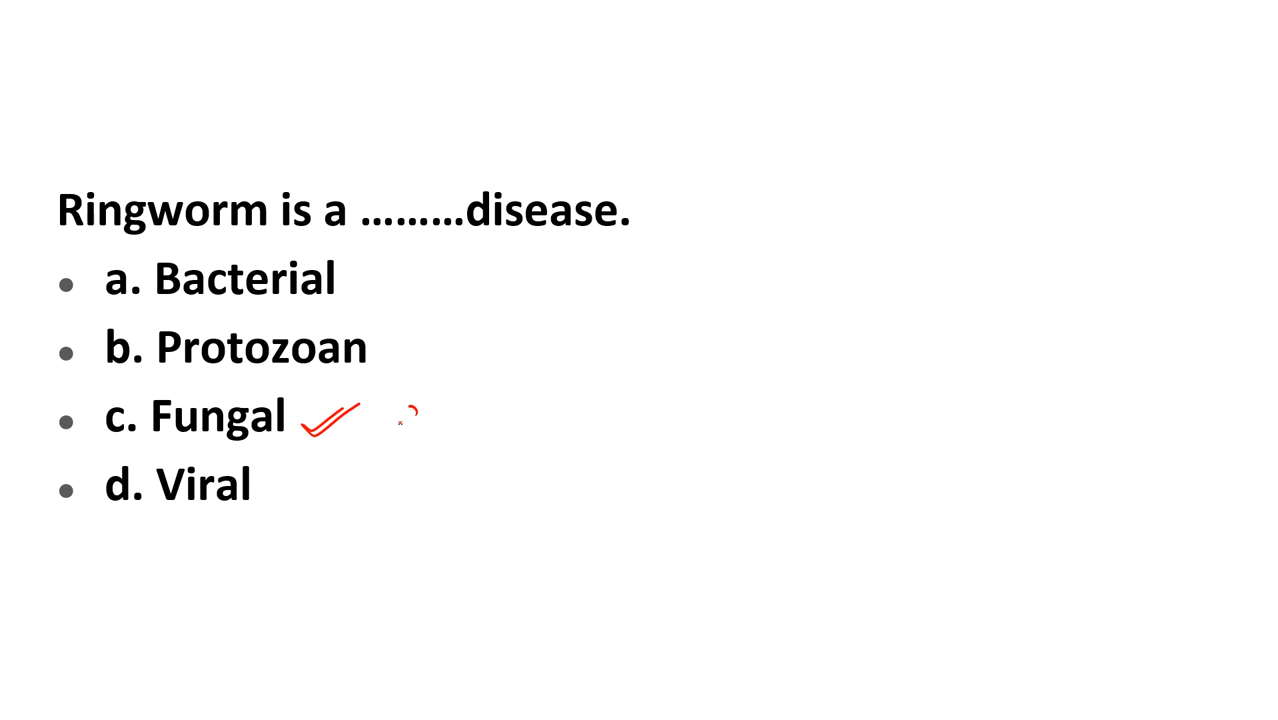 Ringworm is a .........disease.
• a. Bacterial
• b. Protozoan
• c. Fungal
• d. Viral